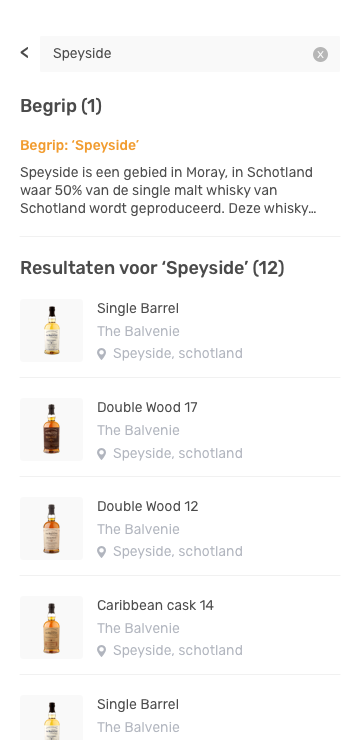 <
Speyside
x
Begrip (1)
Begrip: ‘Speyside’
Speyside is een gebied in Moray, in Schotland
waar 50% van de single malt whisky van
Schotland wordt geproduceerd. Deze whisky…
Resultaten voor ‘Speyside’ (12)
Single Barrel
The Balvenie
Speyside, schotland
Double Wood 17
The Balvenie
Speyside, schotland
Double Wood 12
The Balvenie
Speyside, schotland
Caribbean cask 14
The Balvenie
Speyside, schotland
Single Barrel
The Balvenie